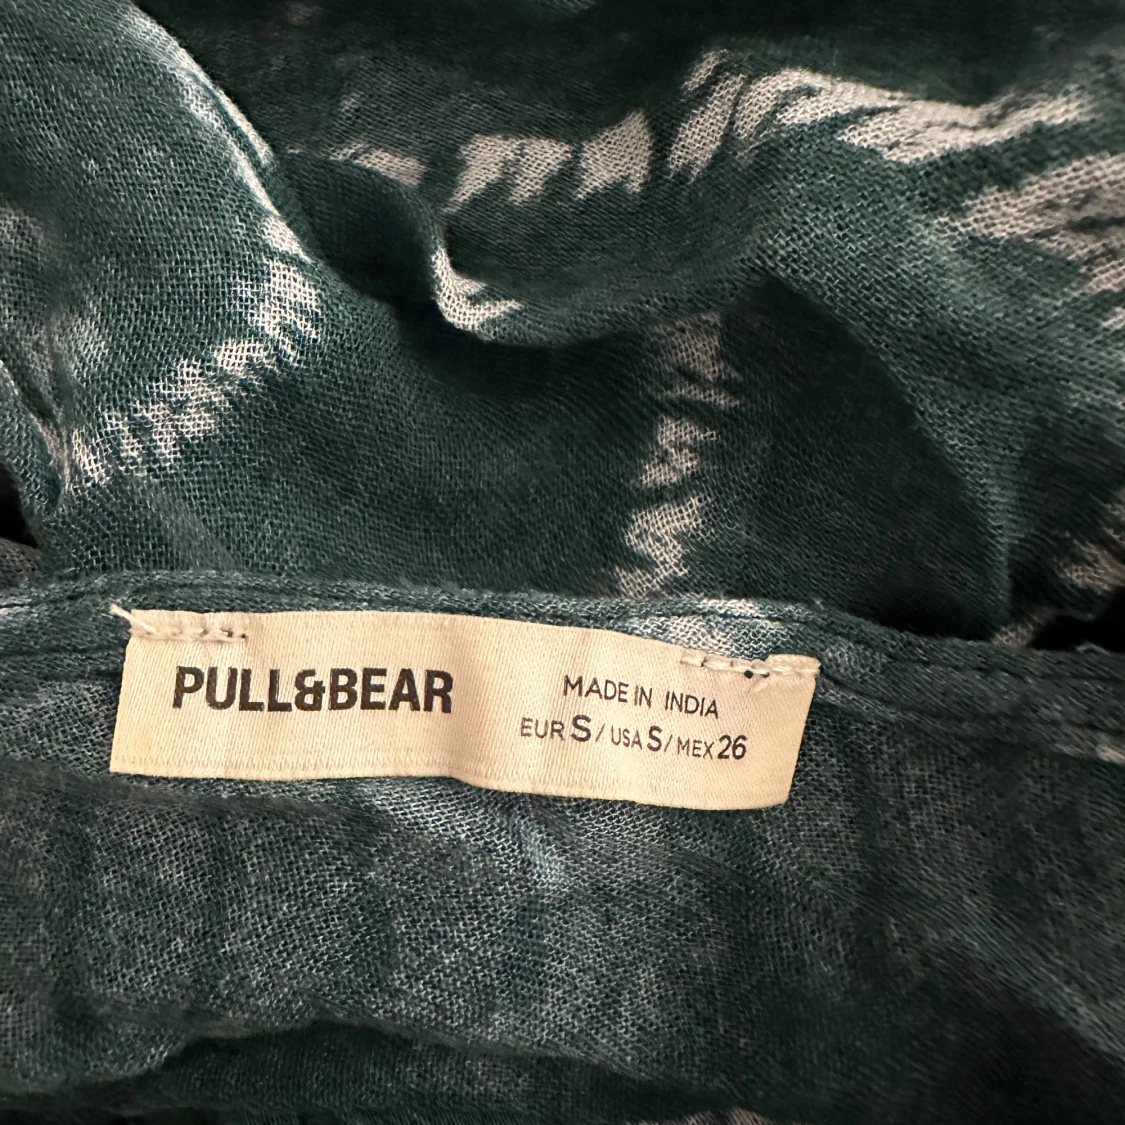 PULL&BEAR
MADE IN INDIA
EUR S / USA S / MEX 26